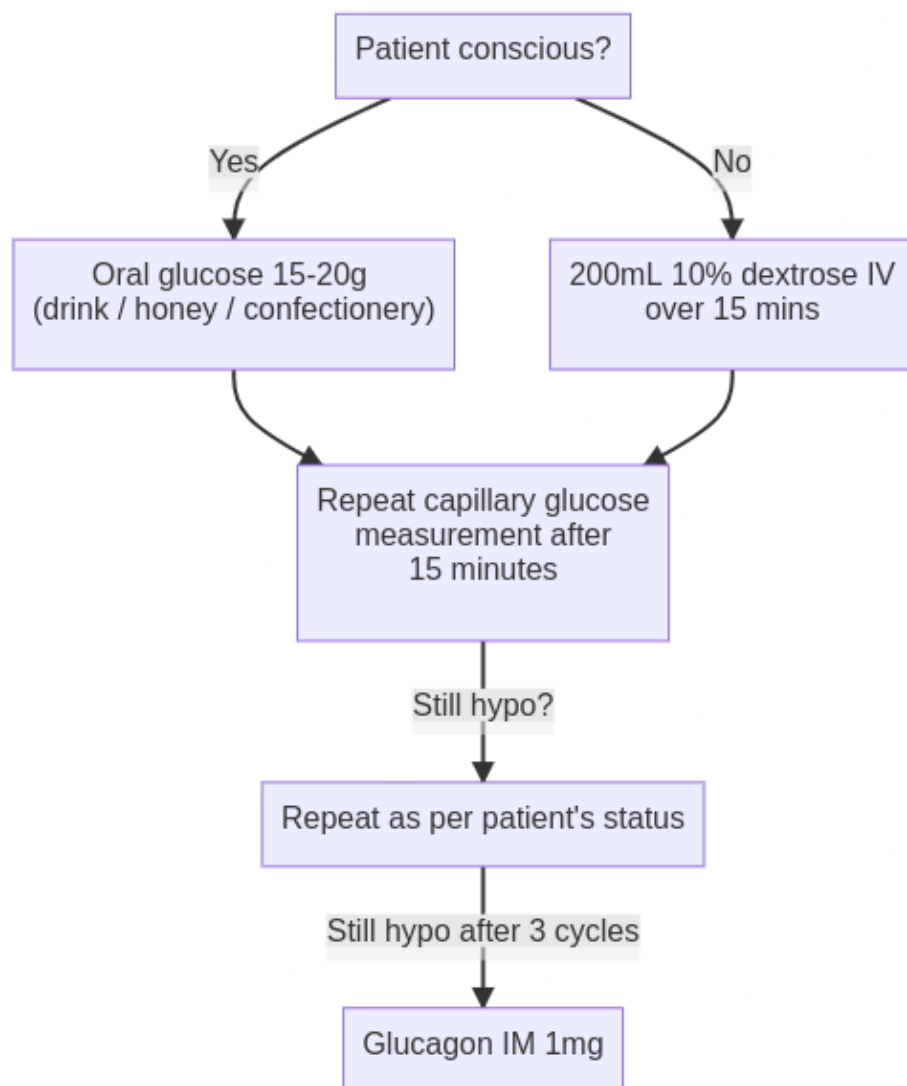 Patient conscious?
Yes
No
Oral glucose 15-20g
(drink / honey / confectionery)
200mL 10% dextrose IV
over 15 mins
Repeat capillary glucose
measurement after
15 minutes
Still hypo?
Repeat as per patient's status
Still hypo after 3 cycles
Glucagon IM 1mg